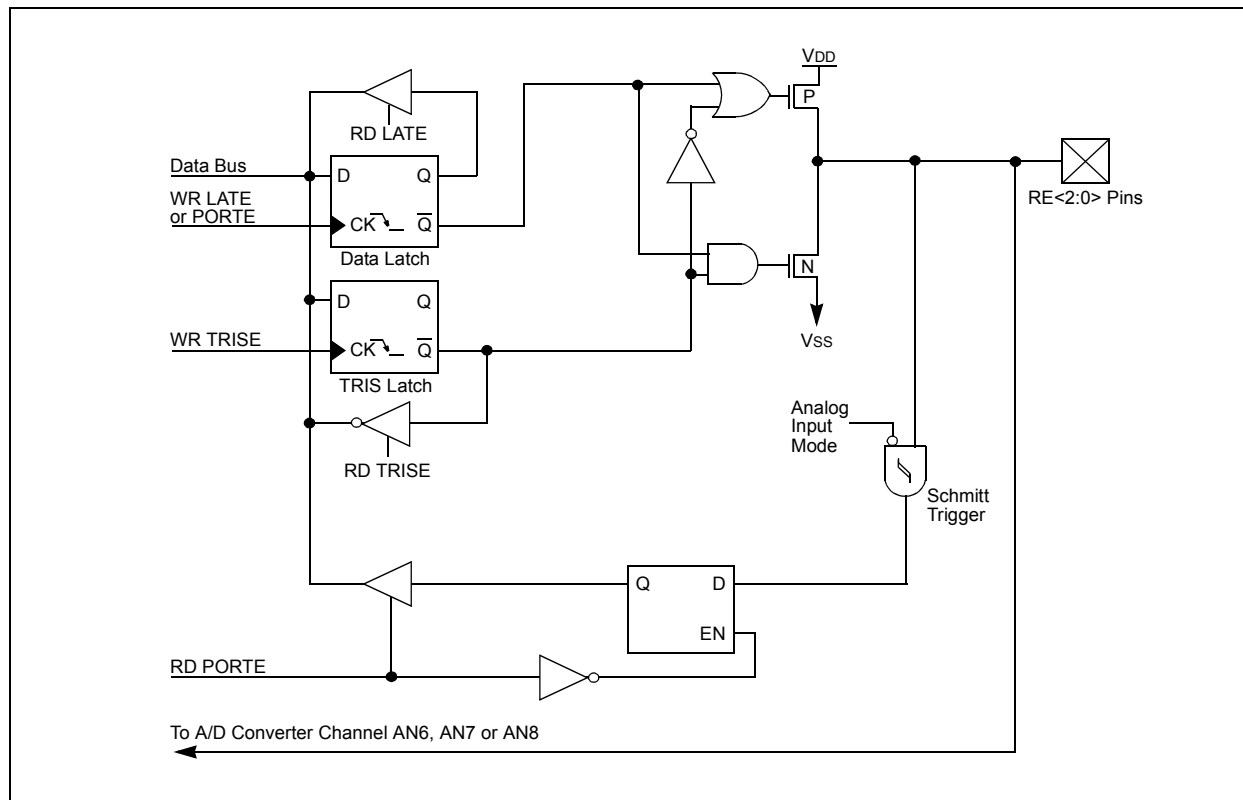 VDD
P
RD LATE
Data Bus
D
Q
WR LATE
or PORTE
CK
Q̅
Data Latch
RE<2:0> Pins
N
VSS
D
Q
WR TRISE
CK
Q̅
TRIS Latch
RD TRISE
Analog
Input
Mode
Schmitt
Trigger
Q
D
EN
RD PORTE
To A/D Converter Channel AN6, AN7 or AN8